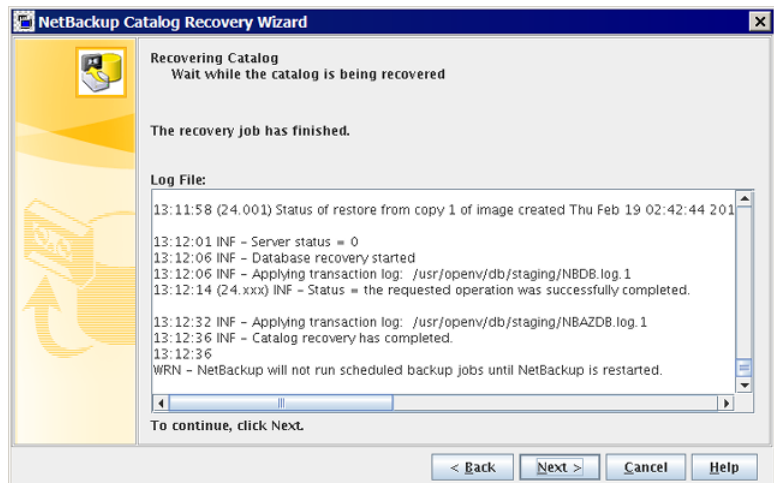 NetBackup Catalog Recovery Wizard
Recovering Catalog
Wait while the catalog is being recovered
The recovery job has finished.
Log File:
13:11:58 (24.001) Status of restore from copy 1 of image created Thu Feb 19 02:42:44 201
13:12:01 INF - Server status = 0
13:12:06 INF - Database recovery started
13:12:06 INF - Applying transaction log: /usr/openv/db/staging/NBDB.log.1
13:12:14 (24.xxx) INF - Status = the requested operation was successfully completed.
13:12:32 INF - Applying transaction log: /usr/openv/db/staging/NBAZDB.log.1
13:12:36 INF - Catalog recovery has completed.
13:12:36
WRN - NetBackup will not run scheduled backup jobs until NetBackup is restarted.
To continue, click Next.
< Back Next > Cancel Help